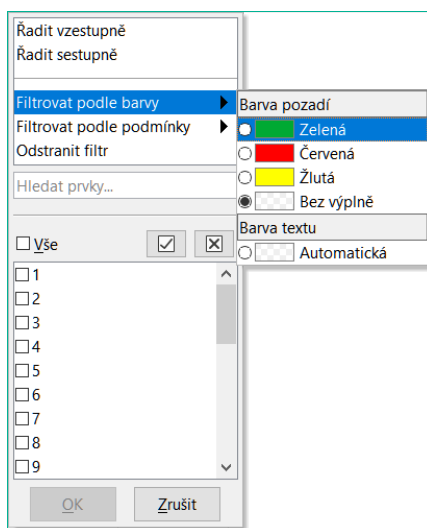 Řadit vzestupně
Řadit sestupně
Filtrovat podle barvy
Filtrovat podle podmínky
Odstranit filtr
Hledat prvky...
Vše
1
2
3
4
5
6
7
8
9
OK
Zrušit
Barva pozadí
Zelená
Červená
Žlutá
Bez výplně
Barva textu
Automatická